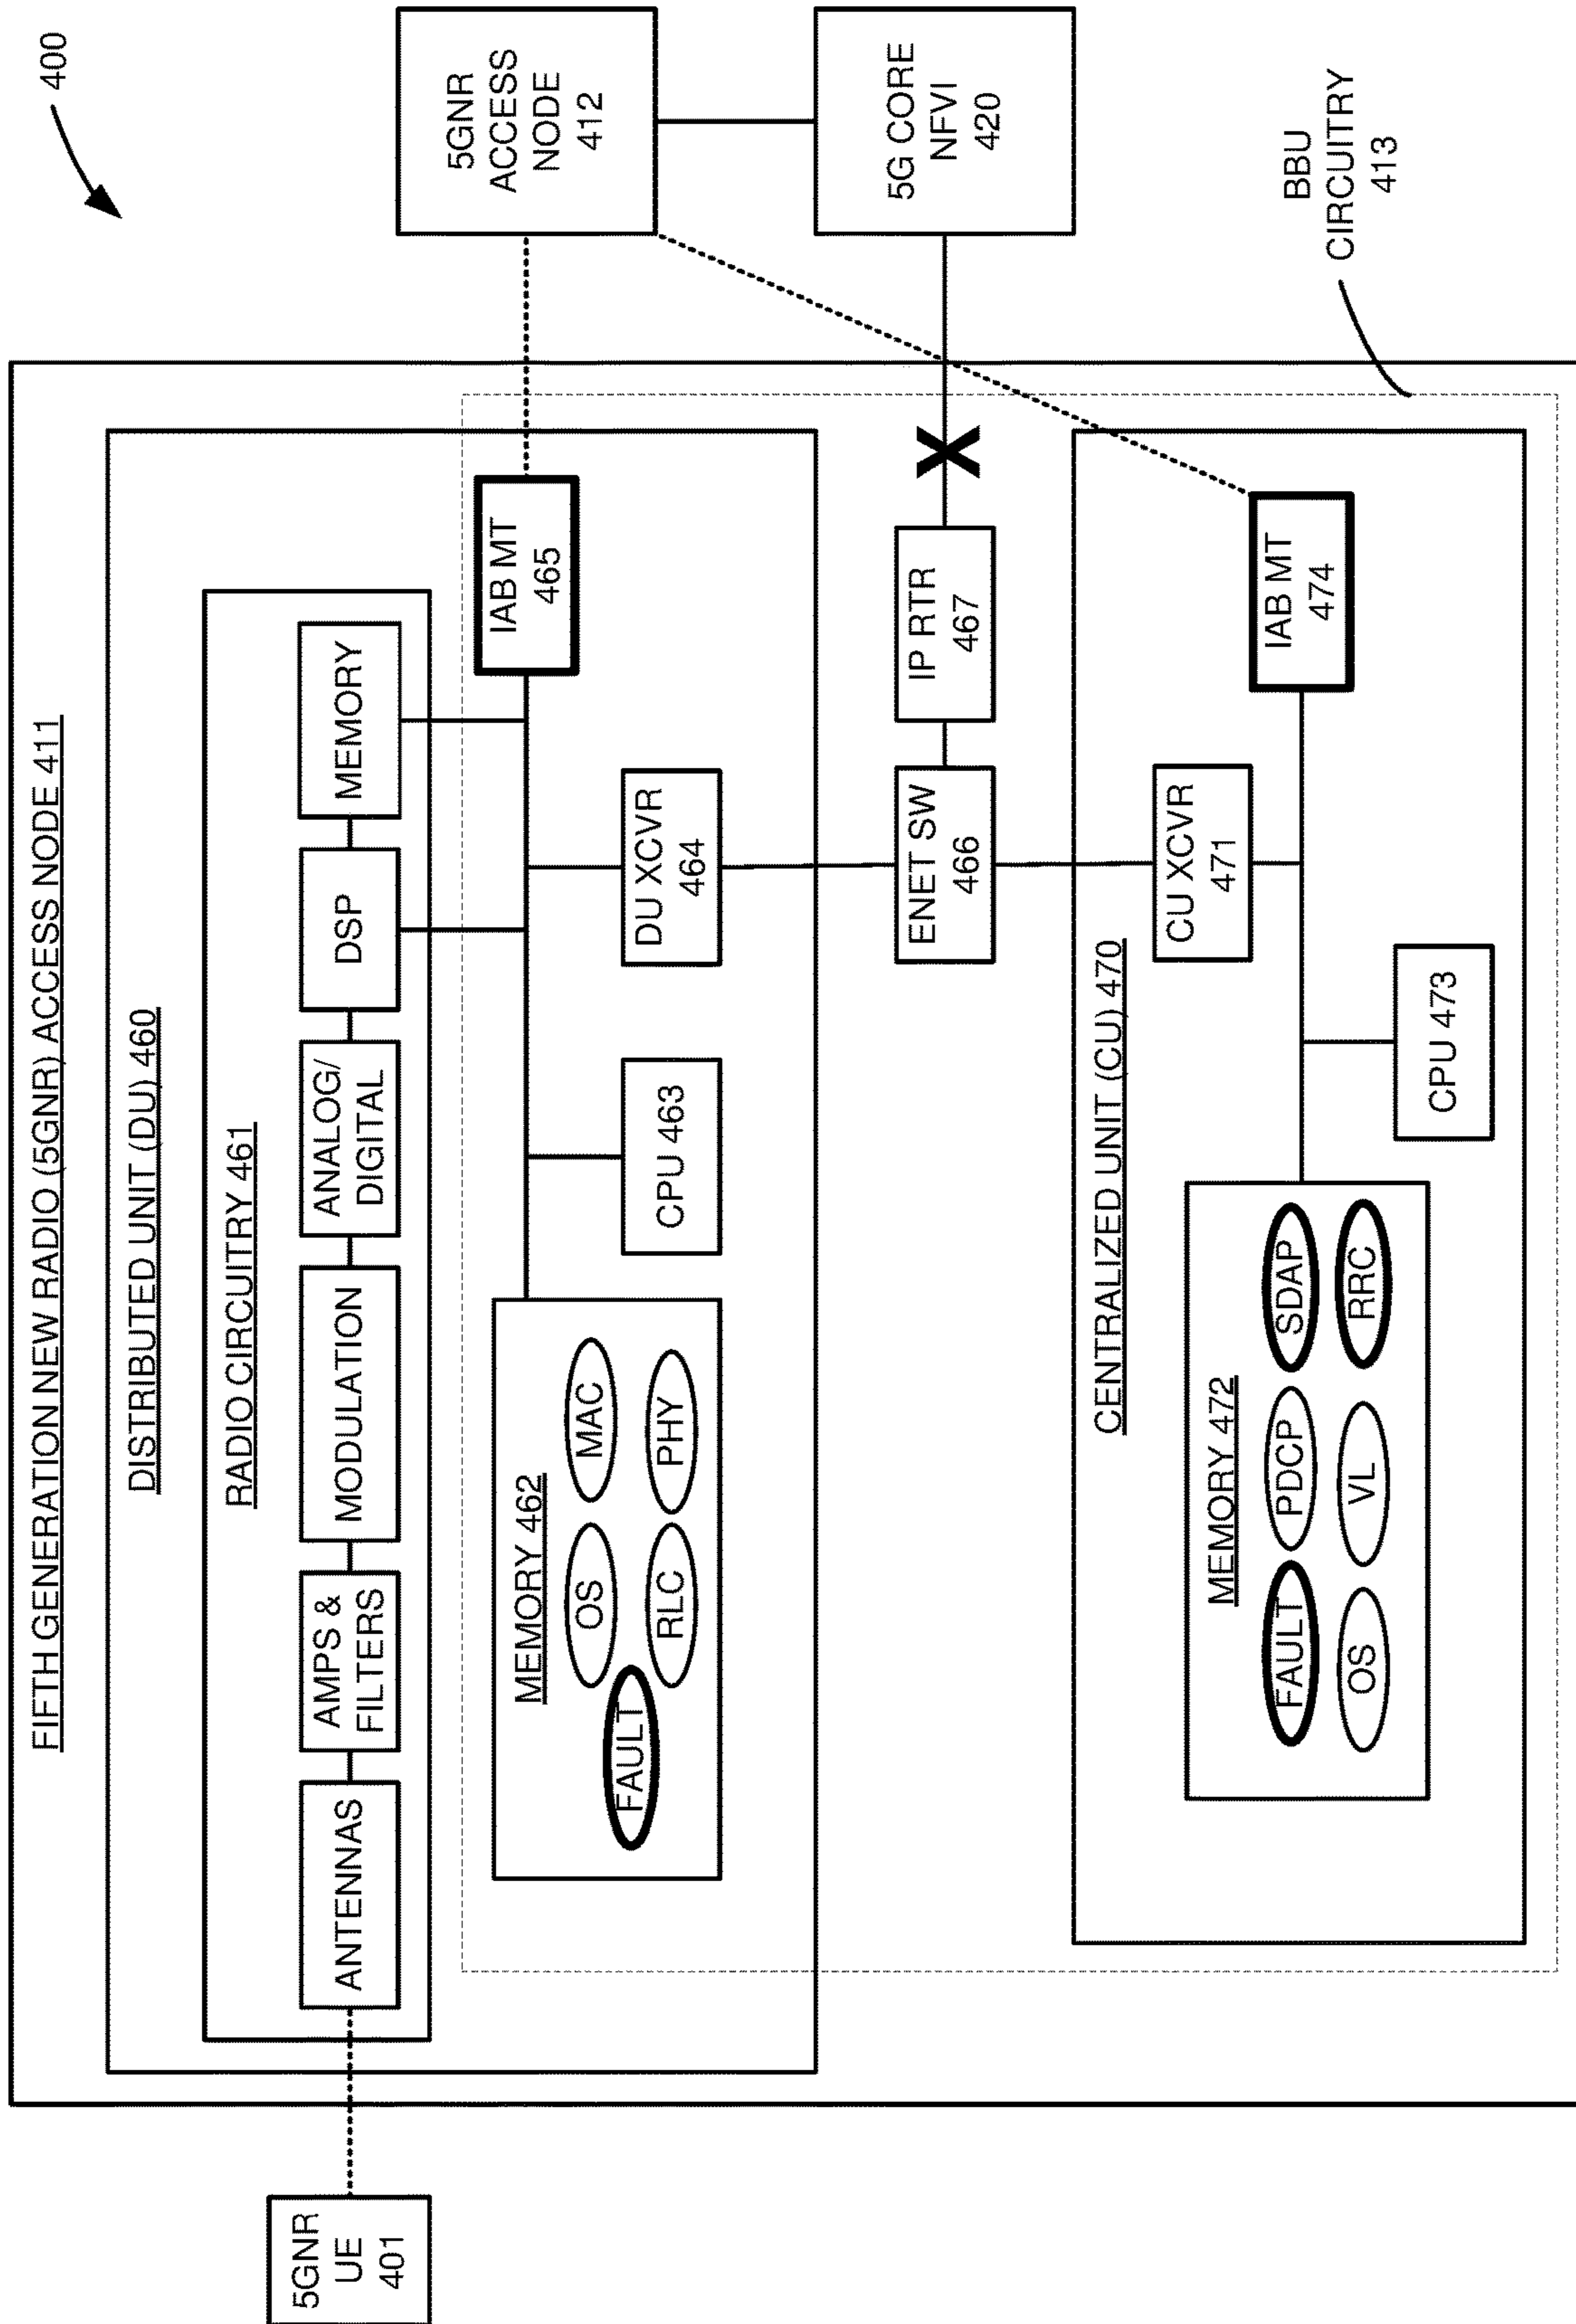 400
FIFTH GENERATION NEW RADIO (5GNR) ACCESS NODE 411
DISTRIBUTED UNIT (DU) 460
RADIO CIRCUITRY 461
5GNR
UE
401
ANTENNAS
AMPS &
FILTERS
MODULATION
ANALOG/
DIGITAL
DSP
MEMORY
MEMORY 462
FAULT
OS
MAC
RLC
PHY
CPU 463
DU XCVR
464
IAB MT
465
5GNR
ACCESS
NODE
412
ENET SW
466
IP RTR
467
X
5G CORE
NFVI
420
CENTRALIZED UNIT (CU) 470
MEMORY 472
FAULT
PDCP
SDAP
OS
VL
RRC
CPU 473
CU XCVR
471
IAB MT
474
BBU
CIRCUITRY
413